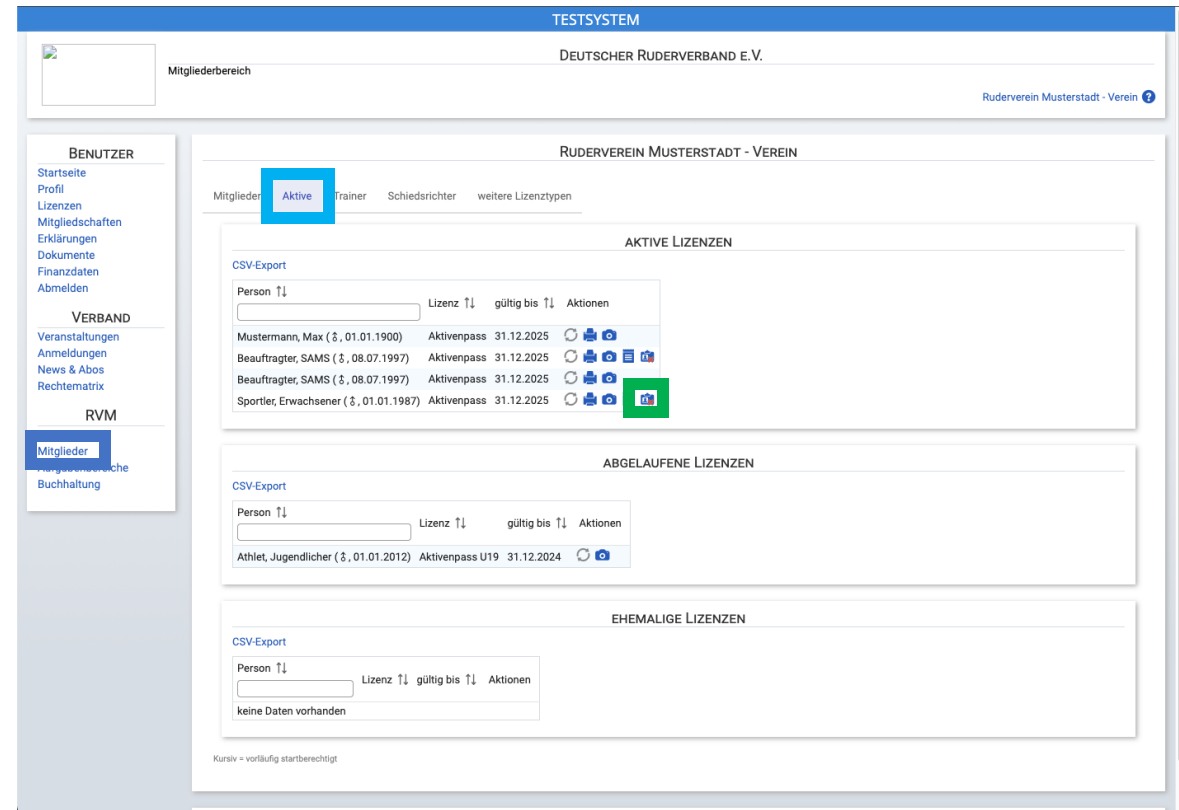 TESTSYSTEM
DEUTSCHER RUDERVERBAND E.V.
Mitgliederbereich
Ruderverein Musterstadt - Verein ?
BENUTZER
Startseite
Profil
Lizenzen
Mitgliedschaften
Erklärungen
Dokumente
Finanzdaten
Abmelden
VERBAND
Veranstaltungen
Anmeldungen
News & Abos
Rechtematrix
RVM
Mitglieder
Buchhaltung
RUDERVEREIN MUSTERSTADT - VEREIN
Mitglieder Aktive Trainer Schiedsrichter weitere Lizenztypen
AKTIVE LIZENZEN
CSV-Export
Person ↑↓ Lizenz ↑↓ gültig bis ↑↓ Aktionen
Mustermann, Max (⚦, 01.01.1900) Aktivenpass 31.12.2025
Beauftragter, SAMS (⚦, 08.07.1997) Aktivenpass 31.12.2025
Beauftragter, SAMS (⚦, 08.07.1997) Aktivenpass 31.12.2025
Sportler, Erwachsener (⚦, 01.01.1987) Aktivenpass 31.12.2025
ABGELAUFENE LIZENZEN
CSV-Export
Person ↑↓ Lizenz ↑↓ gültig bis ↑↓ Aktionen
Athlet, Jugendlicher (⚦, 01.01.2012) Aktivenpass U19 31.12.2024
EHEMALIGE LIZENZEN
CSV-Export
Person ↑↓ Lizenz ↑↓ gültig bis ↑↓ Aktionen
keine Daten vorhanden
Kursiv = vorläufig startberechtigt